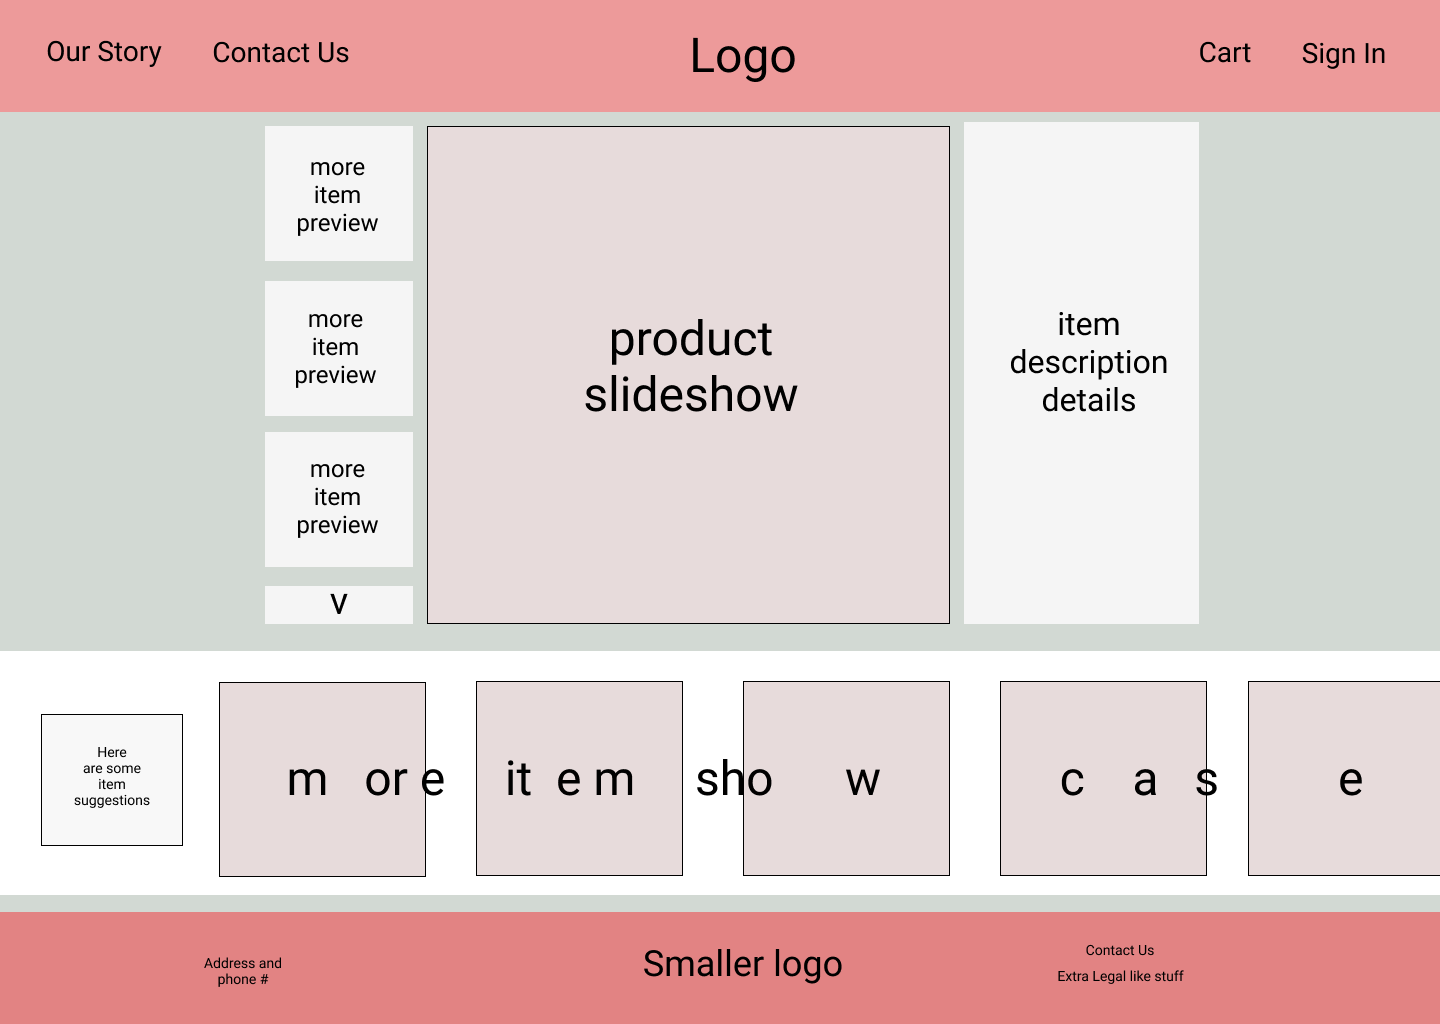 Our Story
Contact Us
Logo
Cart
Sign In
more
item
preview
more
item
preview
more
item
preview
v
product
slideshow
item
description
details
Here
are some
item
suggestions
m or e it e m sho w c a s e
Address and
phone #
Smaller logo
Contact Us
Extra Legal like stuff